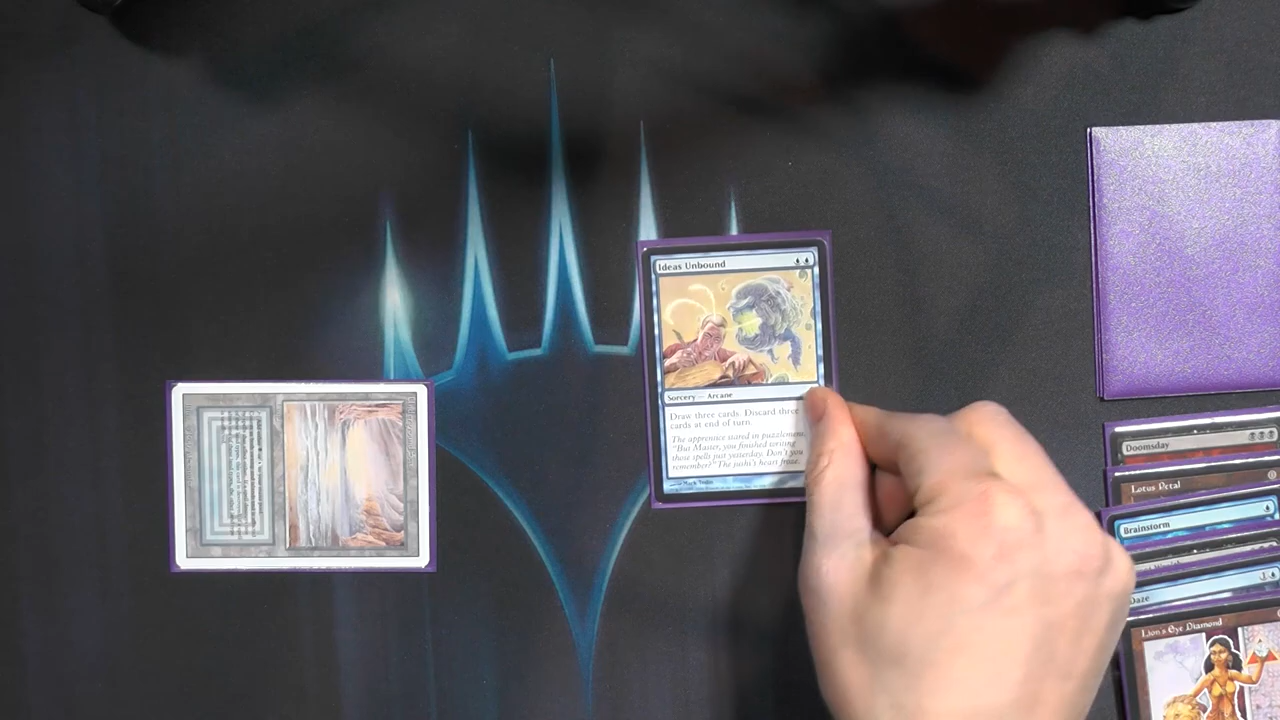 Ideas Unbound
Sorcery — Arcane
Draw three cards. Discard three
cards at end of turn.
The apprentice stared in puzzlement.
"But Master, you finished writing
those spells just yesterday. Don't you
remember?" The jushi's heart froze.
Doomsday
Lotus Petal
Brainstorm
Daze
Lion's Eye Diamond